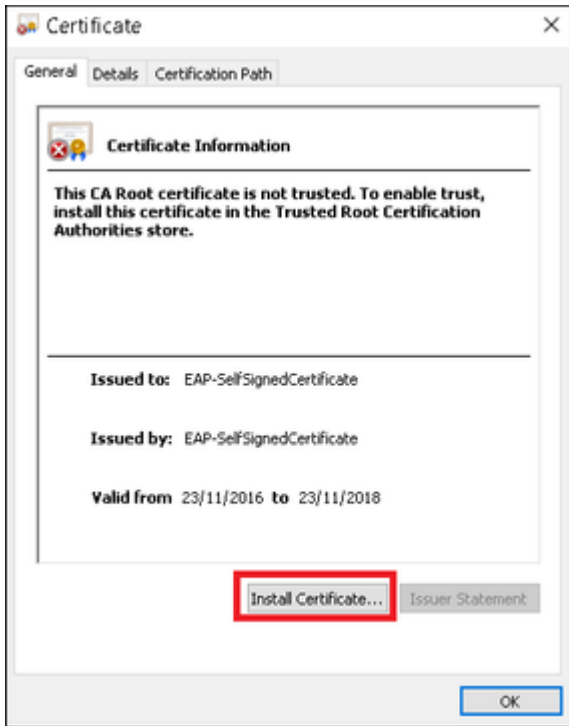 Certificate
General Details Certification Path
Certificate Information
This CA Root certificate is not trusted. To enable trust,
install this certificate in the Trusted Root Certification
Authorities store.
Issued to: EAP-SelfSignedCertificate
Issued by: EAP-SelfSignedCertificate
Valid from 23/11/2016 to 23/11/2018
Install Certificate... Issuer Statement
OK